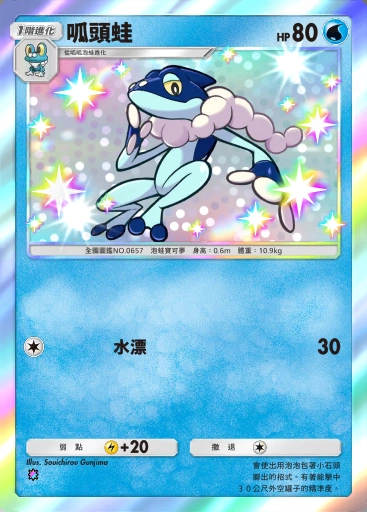 1階進化
呱頭蛙
HP 80
從呱呱泡蛙進化
全國圖鑑NO.0657 泡蛙寶可夢 身高：0.6m 體重：10.9kg
水漂 30
弱點 +20
撤退
Illus. Souichirou Gunjima
會使出用泡泡包著小石頭
腳出的招式。有著能擊中
30公尺外空罐子的精準度。